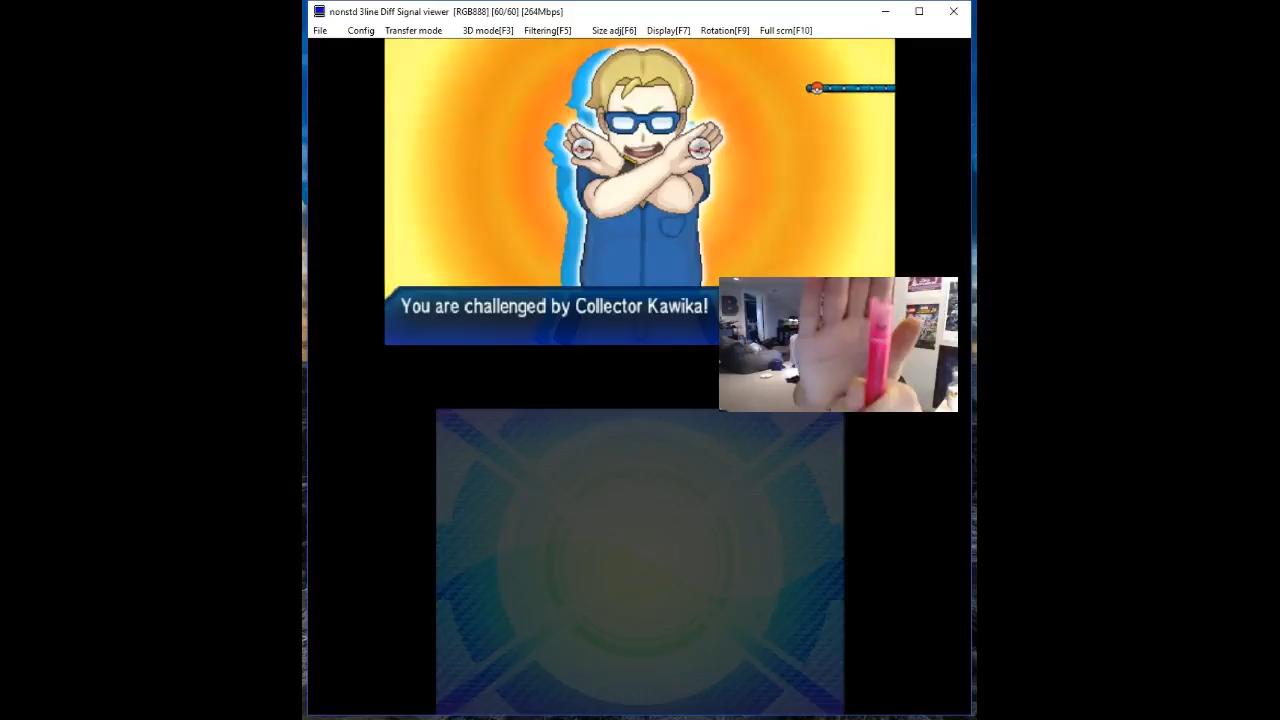 nonstd 3line Diff Signal viewer [RGB888] [60/60] [264Mbps]
File Config Transfer mode 3D mode[F3] Filtering[F5] Size adj[F6] Display[F7] Rotation[F9] Full scrn[F10]
You are challenged by Collector Kawika!